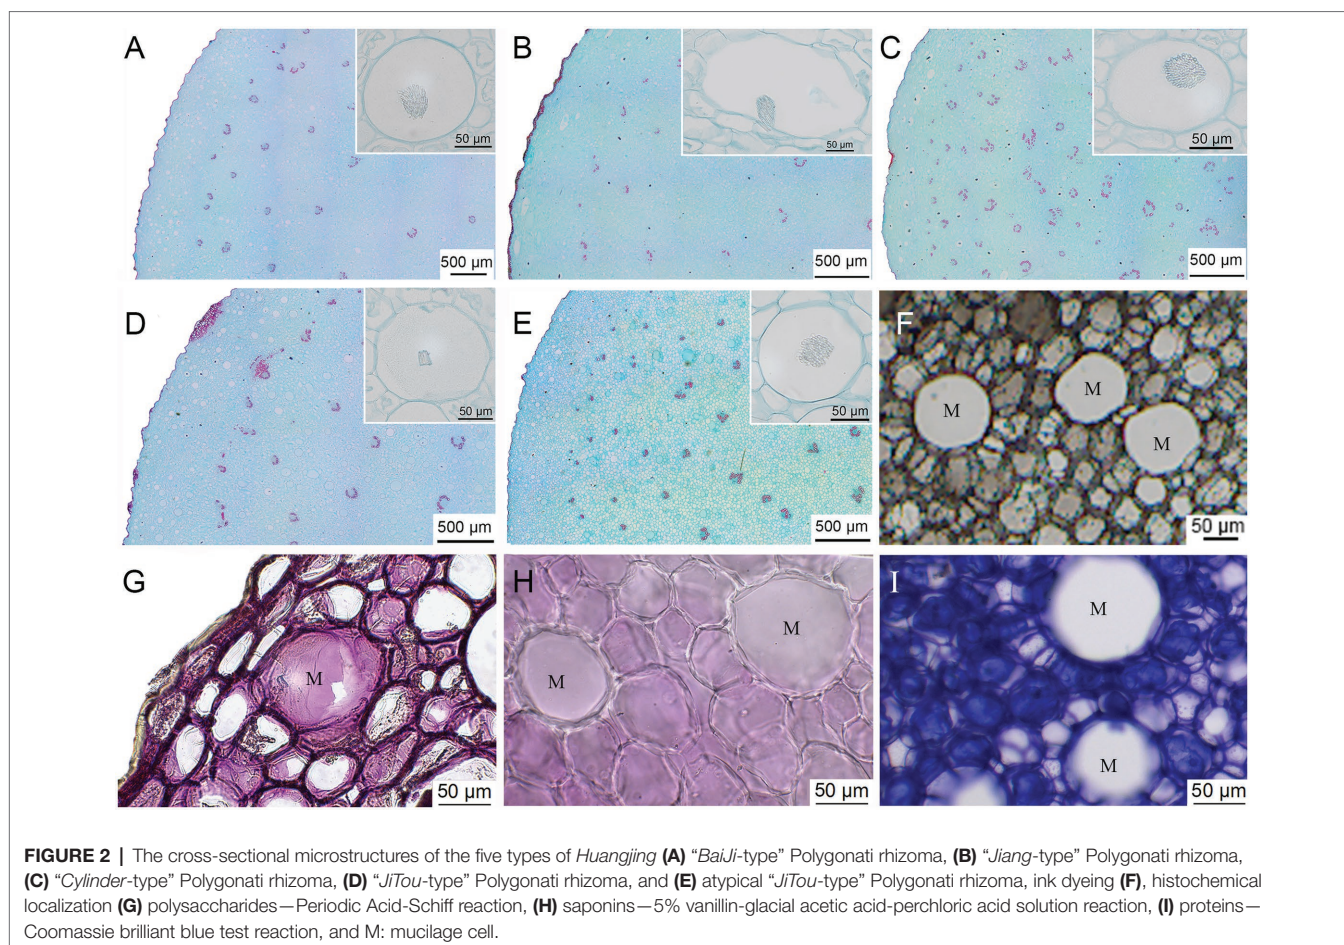 A
50 µm
500 µm
B
50 µm
500 µm
C
50 µm
500 µm
D
50 µm
500 µm
E
50 µm
500 µm
F
M
M
M
50 µm
G
M
50 µm
H
M
M
50 µm
I
M
M
50 µm
FIGURE 2 | The cross-sectional microstructures of the five types of Huangjing (A) “BaiJi-type” Polygonati rhizoma, (B) “Jiang-type” Polygonati rhizoma,
(C) “Cylinder-type” Polygonati rhizoma, (D) “JiTou-type” Polygonati rhizoma, and (E) atypical “JiTou-type” Polygonati rhizoma, ink dyeing (F), histochemical
localization (G) polysaccharides—Periodic Acid-Schiff reaction, (H) saponins—5% vanillin-glacial acetic acid-perchloric acid solution reaction, (I) proteins—
Coomassie brilliant blue test reaction, and M: mucilage cell.